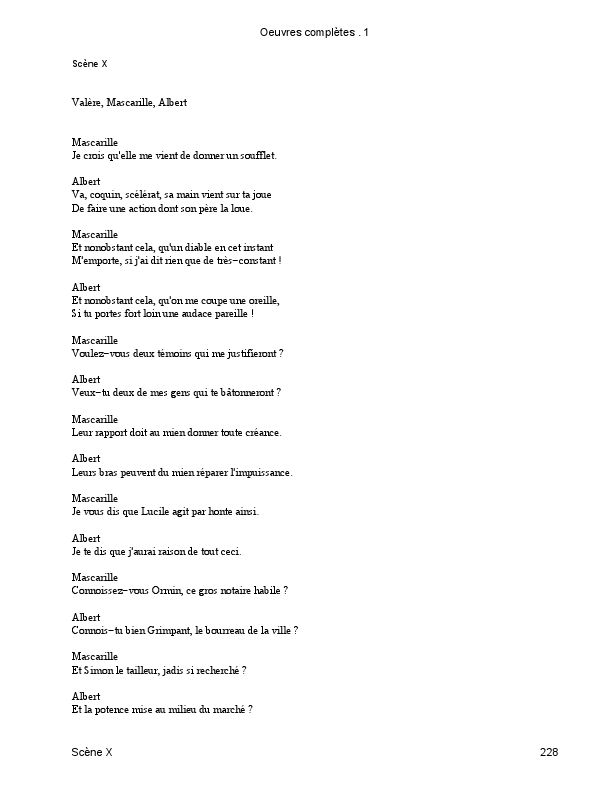 Oeuvres complètes . 1
Scène X
Valère, Mascarille, Albert
Mascarille
Je crois qu'elle me vient de donner un soufflet.
Albert
Va, coquin, scélérat, sa main vient sur ta joue
De faire une action dont son père la loue.
Mascarille
Et nonobstant cela, qu'un diable en cet instant
M'emporte, si j'ai dit rien que de très−constant !
Albert
Et nonobstant cela, qu'on me coupe une oreille,
Si tu portes fort loin une audace pareille !
Mascarille
Voulez−vous deux témoins qui me justifieront ?
Albert
Veux−tu deux de mes gens qui te bâtonneront ?
Mascarille
Leur rapport doit au mien donner toute créance.
Albert
Leurs bras peuvent du mien réparer l'impuissance.
Mascarille
Je vous dis que Lucile agit par honte ainsi.
Albert
Je te dis que j'aurai raison de tout ceci.
Mascarille
Connoissez−vous Ormin, ce gros notaire habile ?
Albert
Connois−tu bien Grimpant, le bourreau de la ville ?
Mascarille
Et Simon le tailleur, jadis si recherché ?
Albert
Et la potence mise au milieu du marché ?
Scène X
228